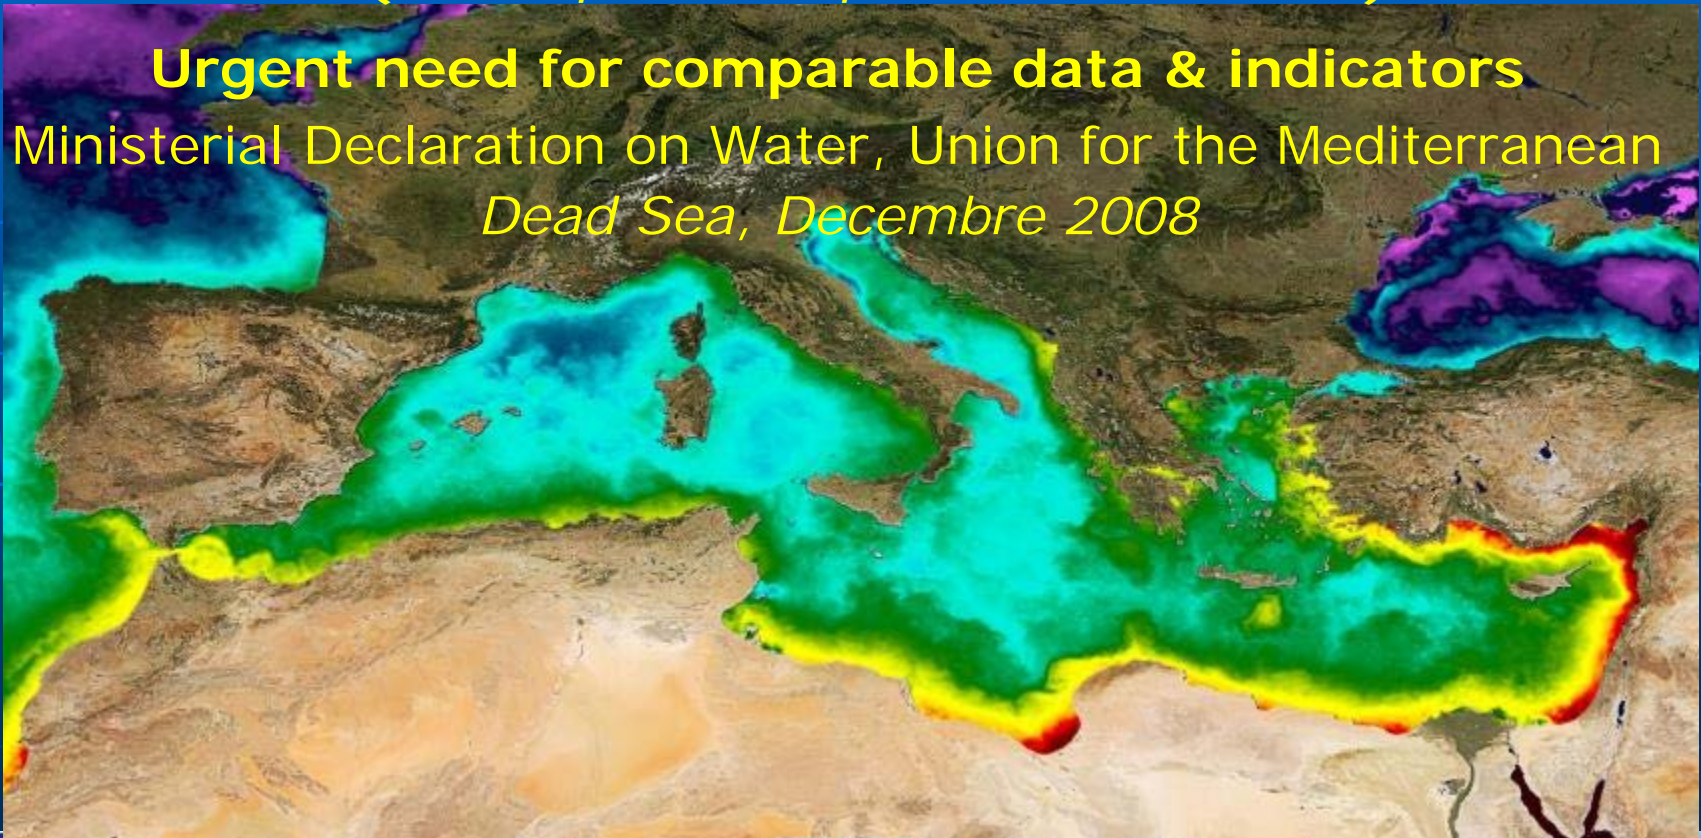 Urgent need for comparable data & indicators
Ministerial Declaration on Water, Union for the Mediterranean
Dead Sea, Decembre 2008